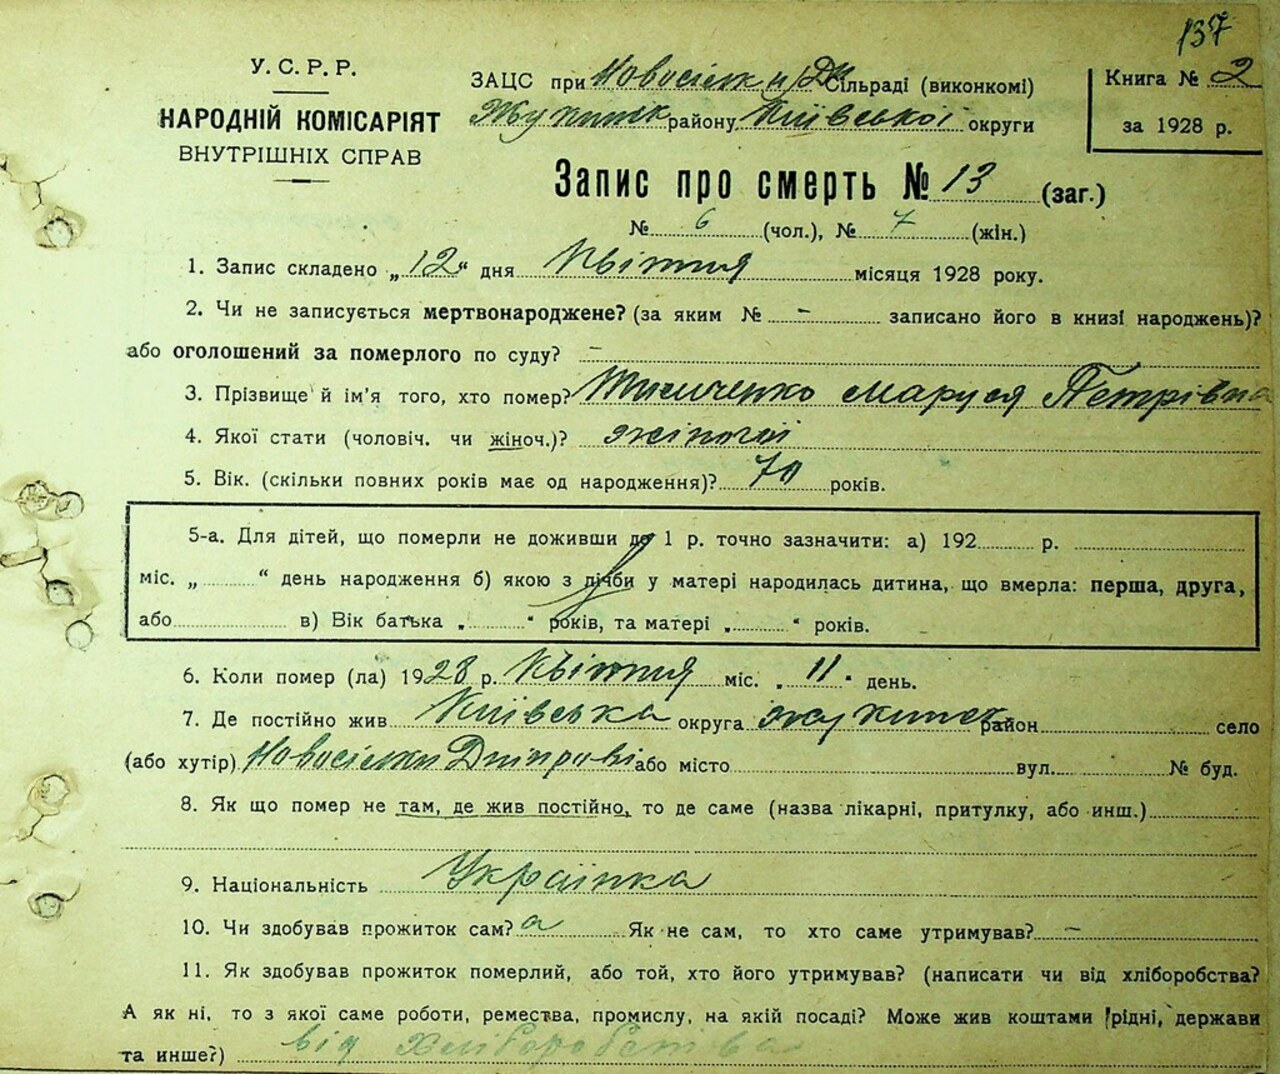 137
У. С. Р. Р.
НАРОДНІЙ КОМІСАРІЯТ
ВНУТРІШНІХ СПРАВ
ЗАЦС при Новосілк Д Сільраді (виконкомі)
Жукинск району, Київської округи
Книга № 2
за 1928 р.
Запис про смерть № 13 (заг.)
№ 6 (чол.), № 7 (жін.)
1. Запис складено „12“ дня Квітня місяця 1928 року.
2. Чи не записується мертвонароджене? (за яким № - записано його в книзі народжень)?
або оголошений за померлого по суду? -
3. Прізвище й ім'я того, хто помер? Тимченко Маруся Петрівна
4. Якої стати (чоловіч. чи жіноч.)? жіночої
5. Вік. (скільки повних років має од народження)? 70 років.
5-а. Для дітей, що померли не доживши до 1 р. точно зазначити: а) 192 р.
міс. „ “ день народження б) якою з лічби у матері народилась дитина, що вмерла: перша, друга,
або в) Вік батька „ “ років, та матері „ “ років.
6. Коли помер (ла) 1928 р. Квітня міс. „11“ день.
7. Де постійно жив Київська округа Жукинск район село
(або хутір) Новосілки Дніпрові або місто вул. № буд.
8. Як що помер не там, де жив постійно, то де саме (назва лікарні, притулку, або инш.)
9. Національність Українка
10. Чи здобував прожиток сам? а Як не сам, то хто саме утримував? -
11. Як здобував прожиток померлий, або той, хто його утримував? (написати чи від хліборобства?
А як ні, то з якої саме роботи, ремества, промислу, на якій посаді? Може жив коштами рідні, держави
та инше?) від хліборобства